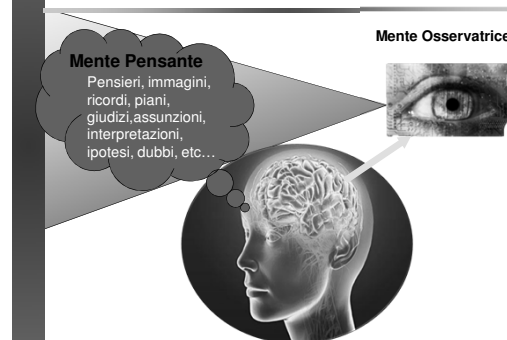 Mente Osservatrice
Mente Pensante
Pensieri, immagini,
ricordi, piani,
giudizi,assunzioni,
interpretazioni,
ipotesi, dubbi, etc…